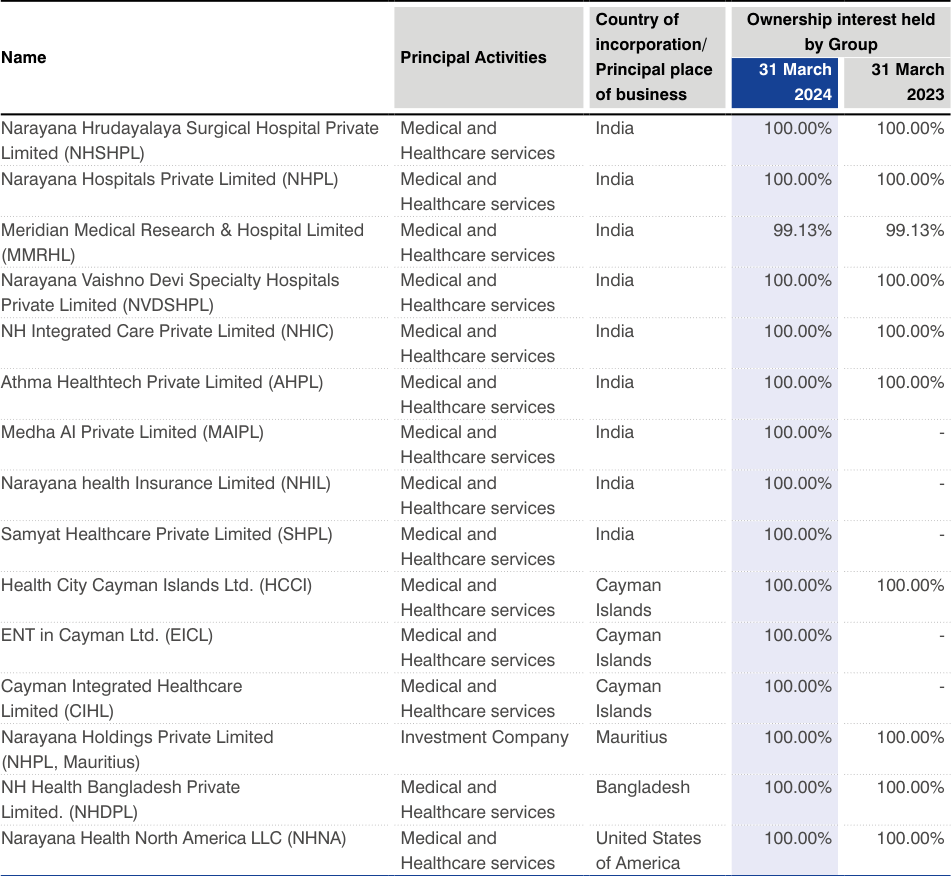 Name
Principal Activities
Country of
incorporation/
Principal place
of business
Ownership interest held
by Group
31 March
2024
31 March
2023
Narayana Hrudayalaya Surgical Hospital Private
Limited (NHSHPL)
Medical and
Healthcare services
India
100.00%
100.00%
Narayana Hospitals Private Limited (NHPL)
Medical and
Healthcare services
India
100.00%
100.00%
Meridian Medical Research & Hospital Limited
(MMRHL)
Medical and
Healthcare services
India
99.13%
99.13%
Narayana Vaishno Devi Specialty Hospitals
Private Limited (NVDSHPL)
Medical and
Healthcare services
India
100.00%
100.00%
NH Integrated Care Private Limited (NHIC)
Medical and
Healthcare services
India
100.00%
100.00%
Athma Healthtech Private Limited (AHPL)
Medical and
Healthcare services
India
100.00%
100.00%
Medha AI Private Limited (MAIPL)
Medical and
Healthcare services
India
100.00%
-
Narayana health Insurance Limited (NHIL)
Medical and
Healthcare services
India
100.00%
-
Samyat Healthcare Private Limited (SHPL)
Medical and
Healthcare services
India
100.00%
-
Health City Cayman Islands Ltd. (HCCI)
Medical and
Healthcare services
Cayman
Islands
100.00%
100.00%
ENT in Cayman Ltd. (EICL)
Medical and
Healthcare services
Cayman
Islands
100.00%
-
Cayman Integrated Healthcare
Limited (CIHL)
Medical and
Healthcare services
Cayman
Islands
100.00%
-
Narayana Holdings Private Limited
(NHPL, Mauritius)
Investment Company
Mauritius
100.00%
100.00%
NH Health Bangladesh Private
Limited. (NHDPL)
Medical and
Healthcare services
Bangladesh
100.00%
100.00%
Narayana Health North America LLC (NHNA)
Medical and
Healthcare services
United States
of America
100.00%
100.00%